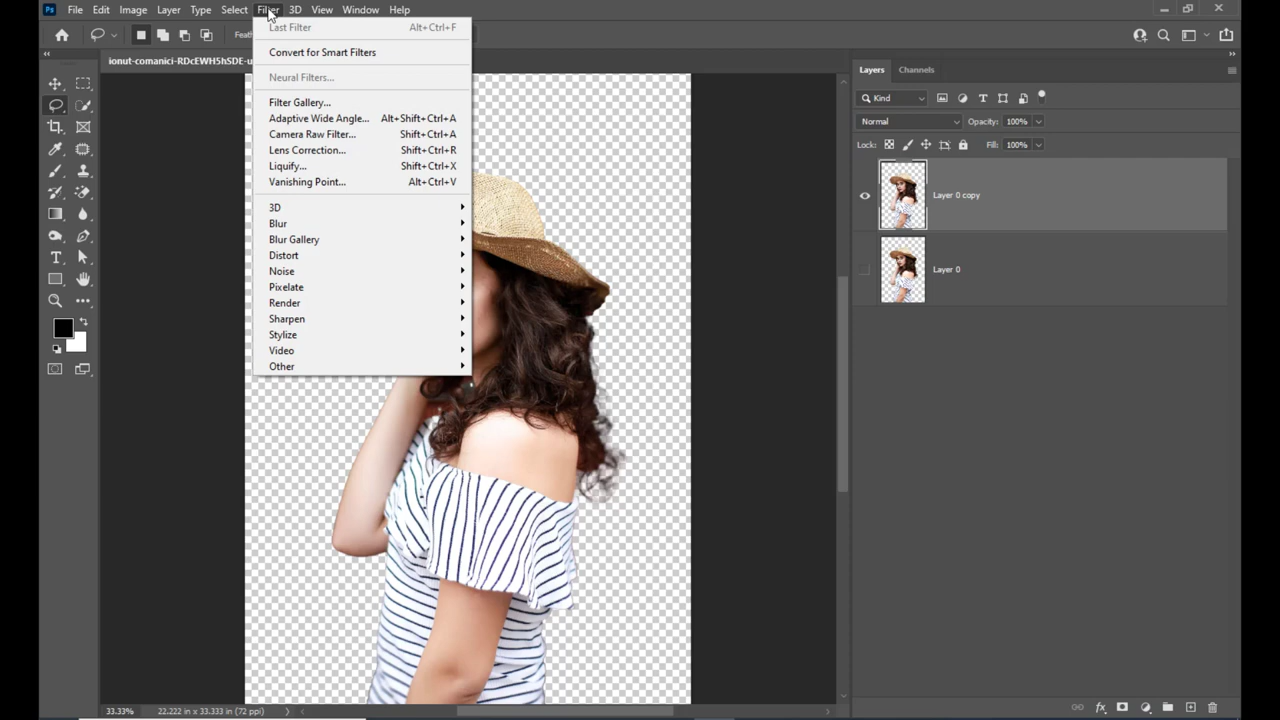 Ps File Edit Image Layer Type Select Filter 3D View Window Help
Feath
ionut-comanici-RDcEWH5hSDE-u
Last Filter Alt+Ctrl+F
Convert for Smart Filters
Neural Filters...
Filter Gallery...
Adaptive Wide Angle... Alt+Shift+Ctrl+A
Camera Raw Filter... Shift+Ctrl+A
Lens Correction... Shift+Ctrl+R
Liquify... Shift+Ctrl+X
Vanishing Point... Alt+Ctrl+V
3D
Blur
Blur Gallery
Distort
Noise
Pixelate
Render
Sharpen
Stylize
Video
Other
Layers Channels
Kind
Normal Opacity: 100%
Lock: Fill: 100%
Layer 0 copy
Layer 0
33.33% 22.222 in x 33.333 in (72 ppi)